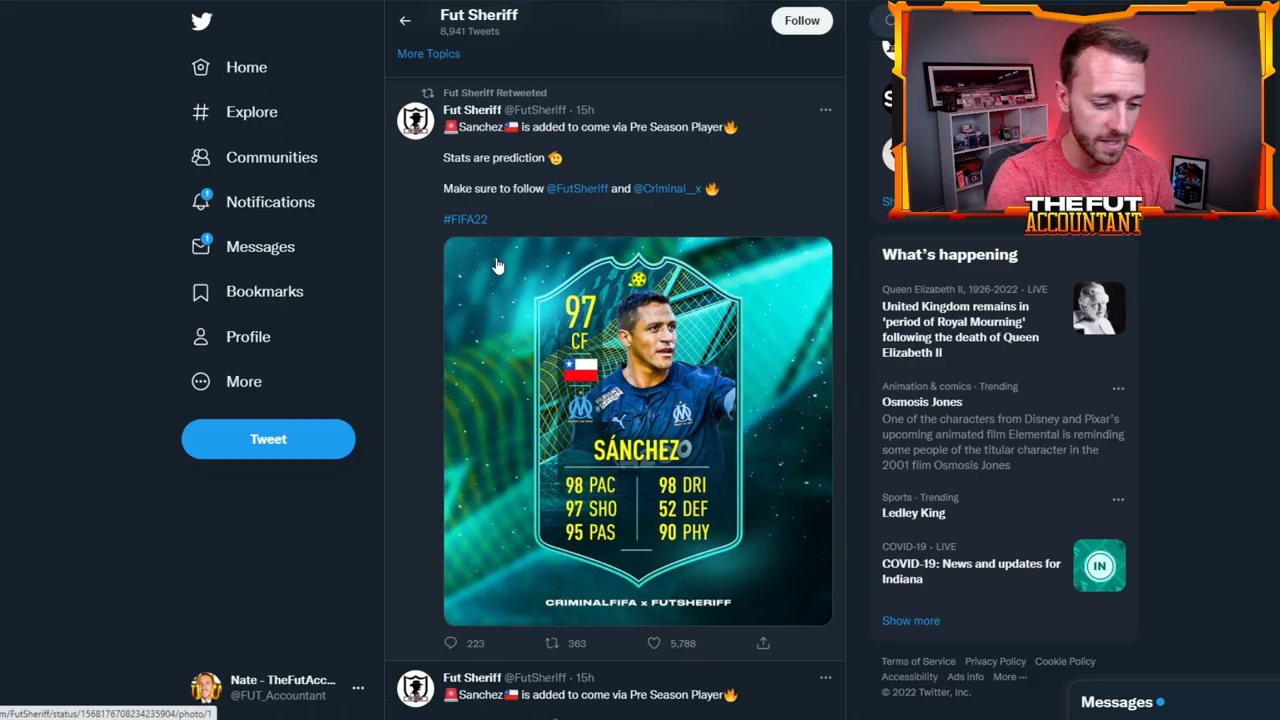 Home
Explore
Communities
Notifications
1
Messages
1
Bookmarks
Profile
More
Tweet
Nate - TheFutAcc...
@FUT_Accountant
m/FutSheriff/status/1568176708234235904/photo/1
Fut Sheriff
8,941 Tweets
Follow
More Topics
Fut Sheriff Retweeted
Fut Sheriff @FutSheriff · 15h
🚨Sanchez🇨🇱 is added to come via Pre Season Player🔥
Stats are prediction 🫡
Make sure to follow @FutSheriff and @Criminal__x 🔥
#FIFA22
97
CF
SÁNCHEZ
98 PAC 98 DRI
97 SHO 52 DEF
95 PAS 90 PHY
CRIMINALFIFA x FUTSHERIFF
223 363 5,788
Fut Sheriff @FutSheriff · 15h
🚨Sanchez🇨🇱 is added to come via Pre Season Player🔥
THE FUT
ACCOUNTANT
What's happening
Queen Elizabeth II, 1926-2022 · LIVE
United Kingdom remains in
'period of Royal Mourning'
following the death of Queen
Elizabeth II
Animation & comics · Trending
Osmosis Jones
One of the characters from Disney and Pixar's
upcoming animated film Elemental is reminding
some people of the titular character in the
2001 film Osmosis Jones
Sports · Trending
Ledley King
COVID-19 · LIVE
COVID-19: News and updates for
Indiana
IN
Show more
Terms of Service Privacy Policy Cookie Policy
Accessibility Ads info More ···
© 2022 Twitter, Inc.
Messages